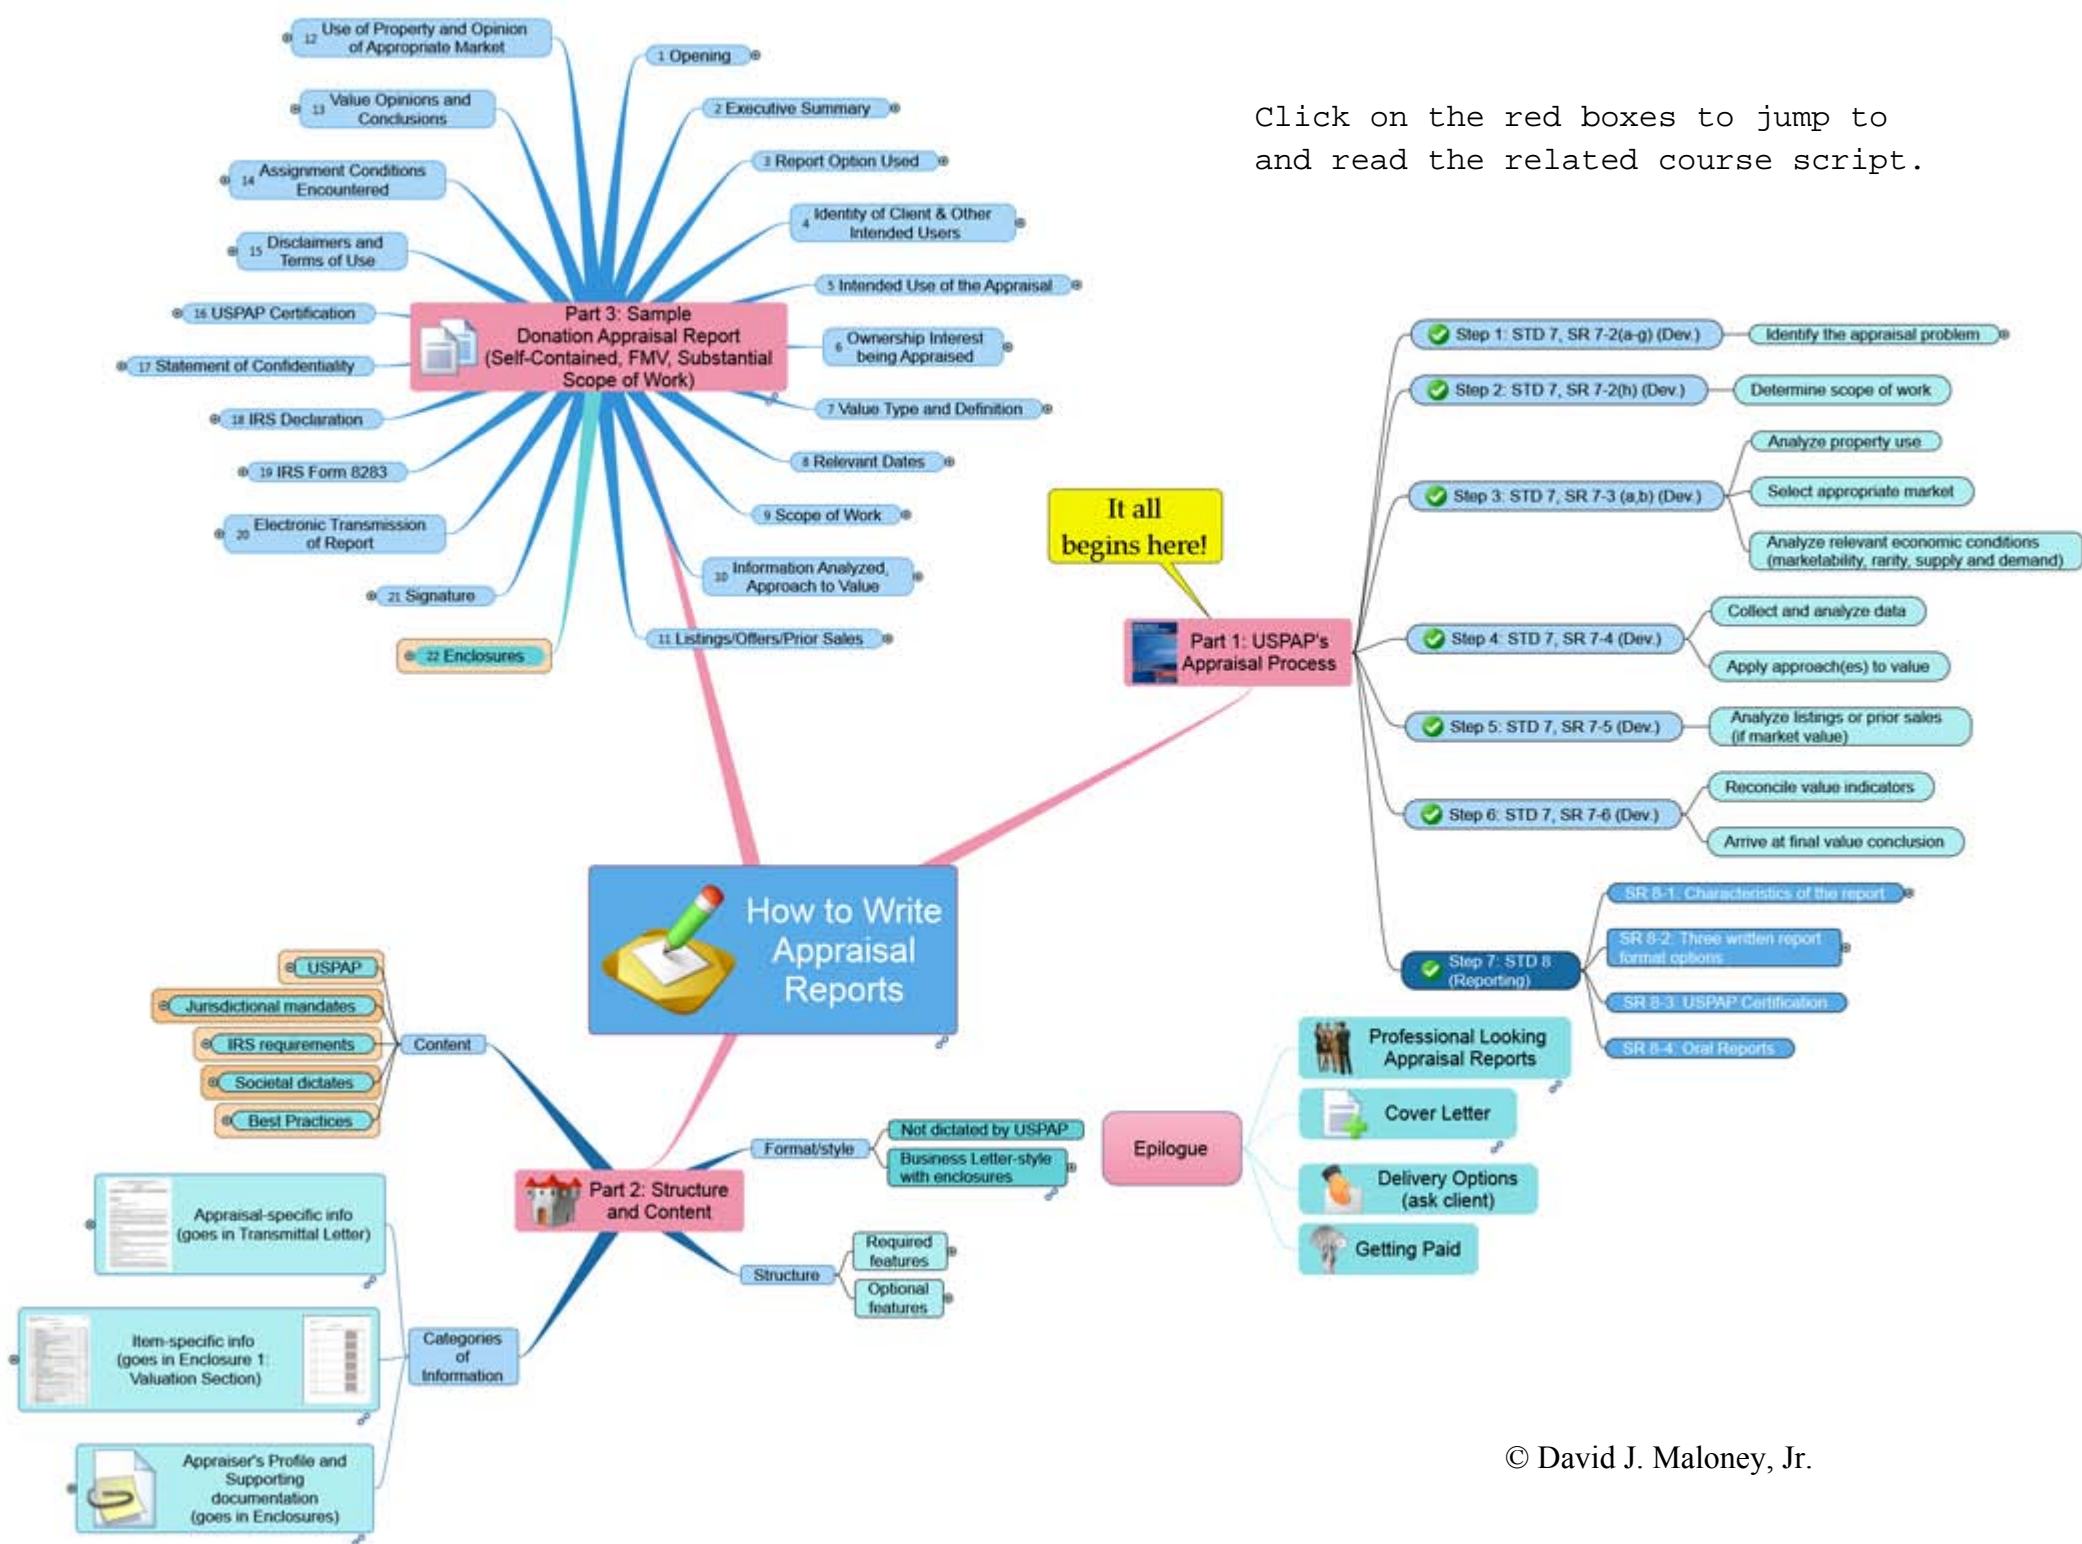 Click on the red boxes to jump to
and read the related course script.
How to Write
Appraisal
Reports
It all
begins here!
Part 1: USPAP's
Appraisal Process
Step 1: STD 7, SR 7-2(a-g) (Dev.)
Identify the appraisal problem
Step 2: STD 7, SR 7-2(h) (Dev.)
Determine scope of work
Step 3: STD 7, SR 7-3 (a,b) (Dev.)
Analyze property use
Select appropriate market
Analyze relevant economic conditions
(marketability, rarity, supply and demand)
Step 4: STD 7, SR 7-4 (Dev.)
Collect and analyze data
Apply approach(es) to value
Step 5: STD 7, SR 7-5 (Dev.)
Analyze listings or prior sales
(if market value)
Step 6: STD 7, SR 7-6 (Dev.)
Reconcile value indicators
Arrive at final value conclusion
Step 7: STD 8
(Reporting)
SR 8-1: Characteristics of the report
SR 8-2: Three written report
format options
SR 8-3: USPAP Certification
SR 8-4: Oral Reports
Part 2: Structure
and Content
Content
USPAP
Jurisdictional mandates
IRS requirements
Societal dictates
Best Practices
Format/style
Not dictated by USPAP
Business Letter-style
with enclosures
Structure
Required
features
Optional
features
Categories
of
Information
Appraisal-specific info
(goes in Transmittal Letter)
Item-specific info
(goes in Enclosure 1:
Valuation Section)
Appraiser's Profile and
Supporting
documentation
(goes in Enclosures)
Part 3: Sample
Donation Appraisal Report
(Self-Contained, FMV, Substantial
Scope of Work)
1 Opening
2 Executive Summary
3 Report Option Used
4 Identity of Client & Other
Intended Users
5 Intended Use of the Appraisal
6 Ownership Interest
being Appraised
7 Value Type and Definition
8 Relevant Dates
9 Scope of Work
10 Information Analyzed,
Approach to Value
11 Listings/Offers/Prior Sales
12 Use of Property and Opinion
of Appropriate Market
13 Value Opinions and
Conclusions
14 Assignment Conditions
Encountered
15 Disclaimers and
Terms of Use
16 USPAP Certification
17 Statement of Confidentiality
18 IRS Declaration
19 IRS Form 8283
20 Electronic Transmission
of Report
21 Signature
22 Enclosures
Epilogue
Professional Looking
Appraisal Reports
Cover Letter
Delivery Options
(ask client)
Getting Paid
© David J. Maloney, Jr.